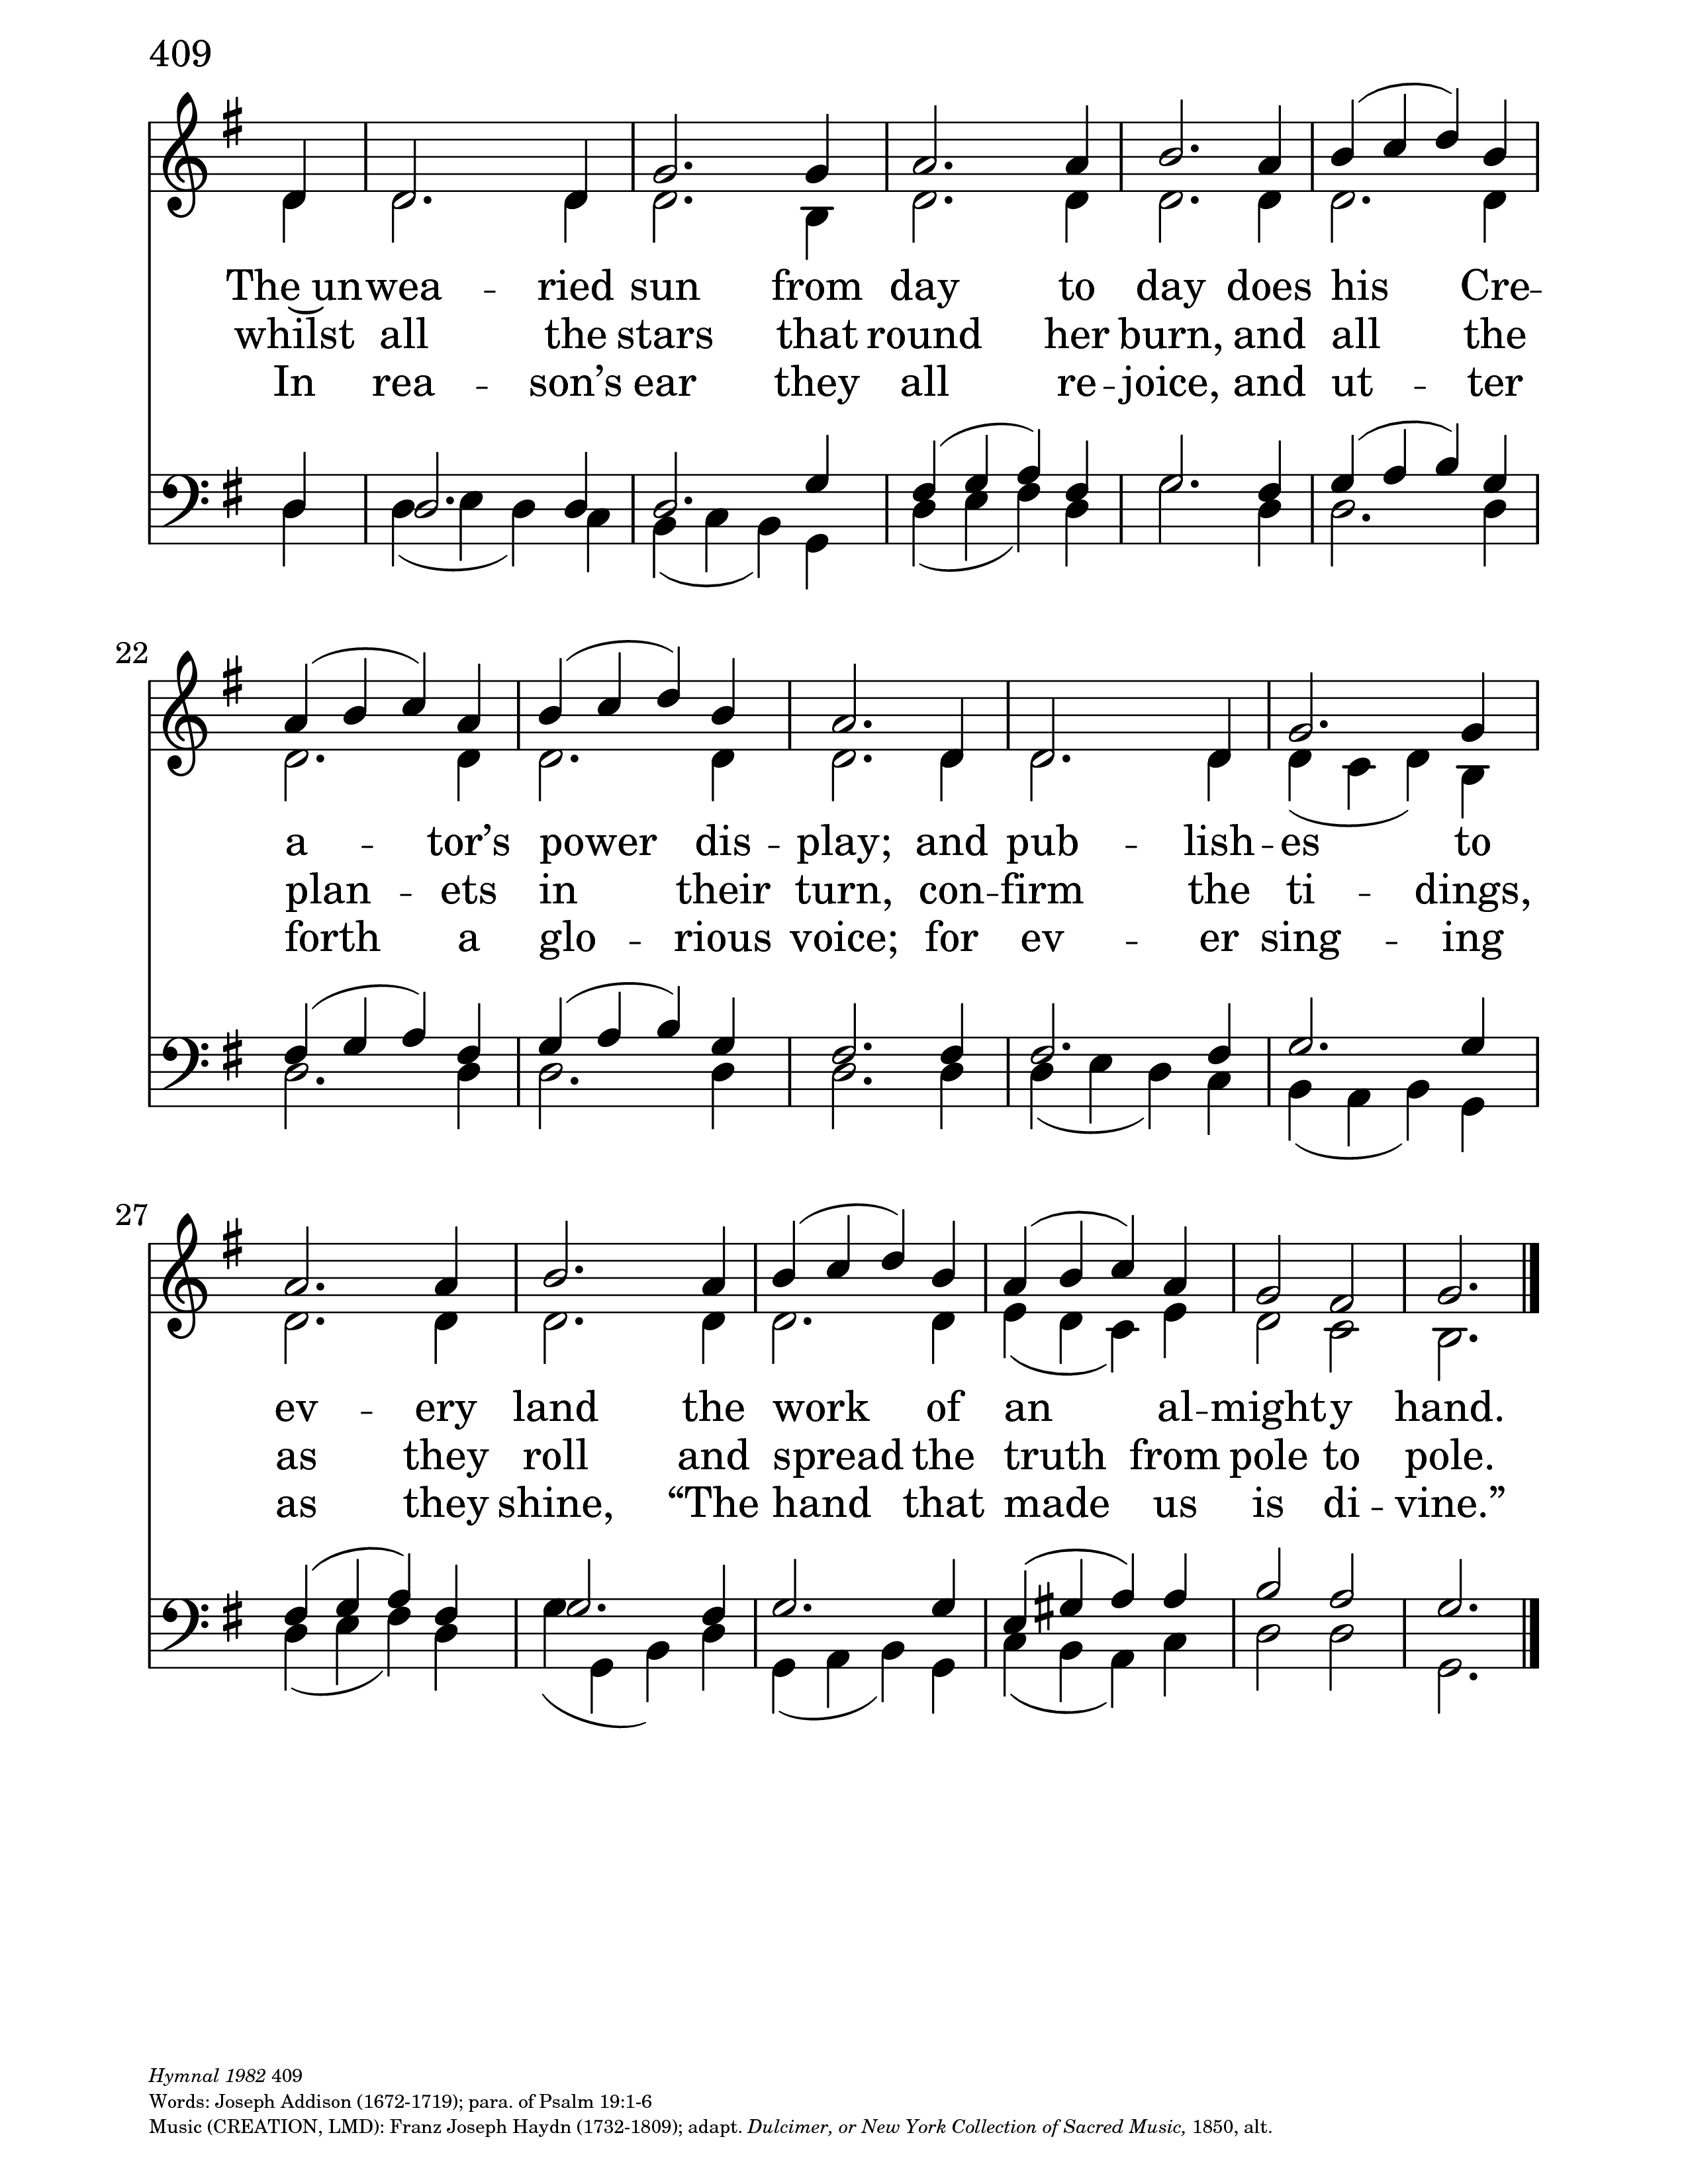 409
The‿unwea - ried sun from day to day does his Cre -
whilst all the stars that round her burn, and all the
In rea - son’s ear they all re - joice, and ut - ter
22
a - tor’s power dis - play; and pub - lish - es to
plan - ets in their turn, con - firm the ti - dings,
forth a glo - rious voice; for ev - er sing - ing
27
ev - ery land the work of an al - mighty hand.
as they roll and spread the truth from pole to pole.
as they shine, “The hand that made us is di - vine.”
Hymnal 1982 409
Words: Joseph Addison (1672-1719); para. of Psalm 19:1-6
Music (CREATION, LMD): Franz Joseph Haydn (1732-1809); adapt. Dulcimer, or New York Collection of Sacred Music, 1850, alt.